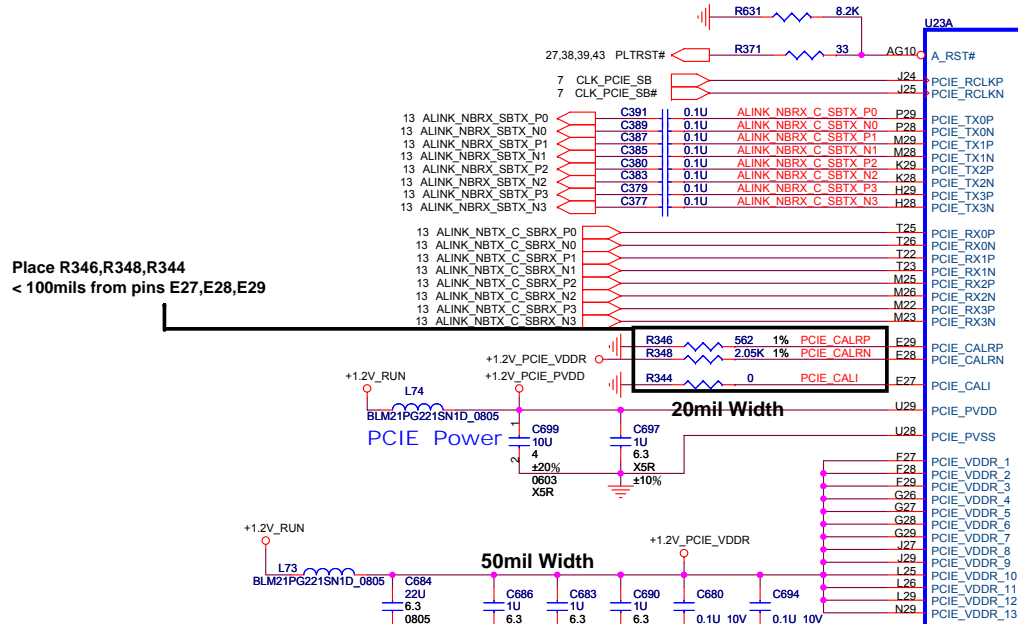 R631 8.2K
U23A
27,38,39,43 PLTRST# R371 33 AG10 A_RST#
7 CLK_PCIE_SB J24 PCIE_RCLKP
7 CLK_PCIE_SB# J25 PCIE_RCLKN
13 ALINK_NBRX_SBTX_P0 C391 0.1U ALINK_NBRX_C_SBTX_P0 P29 PCIE_TX0P
13 ALINK_NBRX_SBTX_N0 C389 0.1U ALINK_NBRX_C_SBTX_N0 P28 PCIE_TX0N
13 ALINK_NBRX_SBTX_P1 C387 0.1U ALINK_NBRX_C_SBTX_P1 M29 PCIE_TX1P
13 ALINK_NBRX_SBTX_N1 C385 0.1U ALINK_NBRX_C_SBTX_N1 M28 PCIE_TX1N
13 ALINK_NBRX_SBTX_P2 C380 0.1U ALINK_NBRX_C_SBTX_P2 K29 PCIE_TX2P
13 ALINK_NBRX_SBTX_N2 C383 0.1U ALINK_NBRX_C_SBTX_N2 K28 PCIE_TX2N
13 ALINK_NBRX_SBTX_P3 C379 0.1U ALINK_NBRX_C_SBTX_P3 H29 PCIE_TX3P
13 ALINK_NBRX_SBTX_N3 C377 0.1U ALINK_NBRX_C_SBTX_N3 H28 PCIE_TX3N
13 ALINK_NBTX_C_SBRX_P0 T25 PCIE_RX0P
13 ALINK_NBTX_C_SBRX_N0 T26 PCIE_RX0N
13 ALINK_NBTX_C_SBRX_P1 T22 PCIE_RX1P
13 ALINK_NBTX_C_SBRX_N1 T23 PCIE_RX1N
13 ALINK_NBTX_C_SBRX_P2 M25 PCIE_RX2P
13 ALINK_NBTX_C_SBRX_N2 M26 PCIE_RX2N
13 ALINK_NBTX_C_SBRX_P3 M22 PCIE_RX3P
13 ALINK_NBTX_C_SBRX_N3 M23 PCIE_RX3N
Place R346,R348,R344
< 100mils from pins E27,E28,E29
R346 562 1% PCIE_CALRP E29 PCIE_CALRP
+1.2V_PCIE_VDDR R348 2.05K 1% PCIE_CALRN E28 PCIE_CALRN
+1.2V_RUN +1.2V_PCIE_PVDD R344 0 PCIE_CALI E27 PCIE_CALI
L74
BLM21PG221SN1D_0805 20mil Width U29 PCIE_PVDD
PCIE Power
1
2
C699
10U
4
±20%
0603
X5R
C697
1U
6.3
X5R
±10%
U28 PCIE_PVSS
F27 PCIE_VDDR_1
F28 PCIE_VDDR_2
F29 PCIE_VDDR_3
G26 PCIE_VDDR_4
G27 PCIE_VDDR_5
G28 PCIE_VDDR_6
G29 PCIE_VDDR_7
J27 PCIE_VDDR_8
J29 PCIE_VDDR_9
L25 PCIE_VDDR_10
L26 PCIE_VDDR_11
L29 PCIE_VDDR_12
N29 PCIE_VDDR_13
+1.2V_RUN
+1.2V_PCIE_VDDR
50mil Width
L73
BLM21PG221SN1D_0805
C684
22U
6.3
0805
C686
1U
6.3
C683
1U
6.3
C690
1U
6.3
C680
0.1U 10V
C694
0.1U 10V